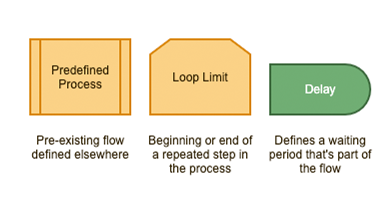 Predefined
Process
Loop Limit
Delay
Pre-existing flow
defined elsewhere
Beginning or end of
a repeated step in
the process
Defines a waiting
period that's part of
the flow